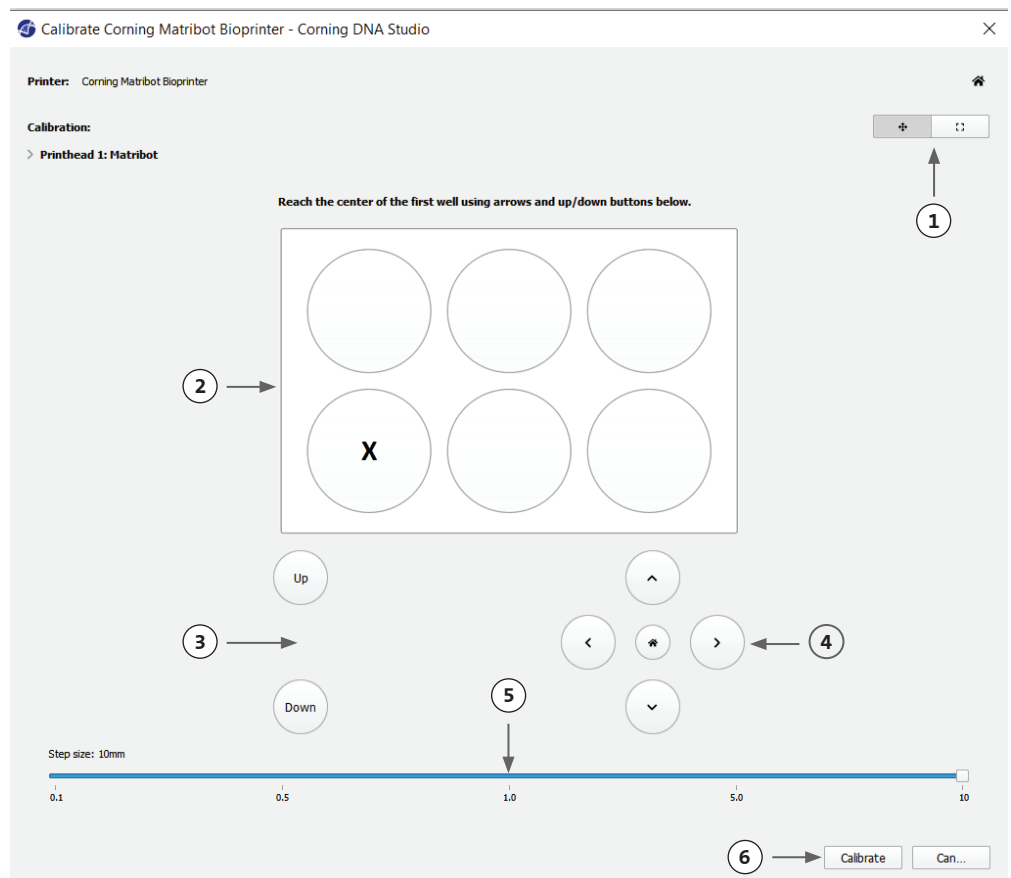 Calibrate Corning Matribot Bioprinter - Corning DNA Studio
Printer: Corning Matribot Bioprinter
Calibration:
Printhead 1: Matribot
1
Reach the center of the first well using arrows and up/down buttons below.
2
X
Up
3
4
Down
5
Step size: 10mm
0.1 0.5 1.0 5.0 10
6 Calibrate Can...